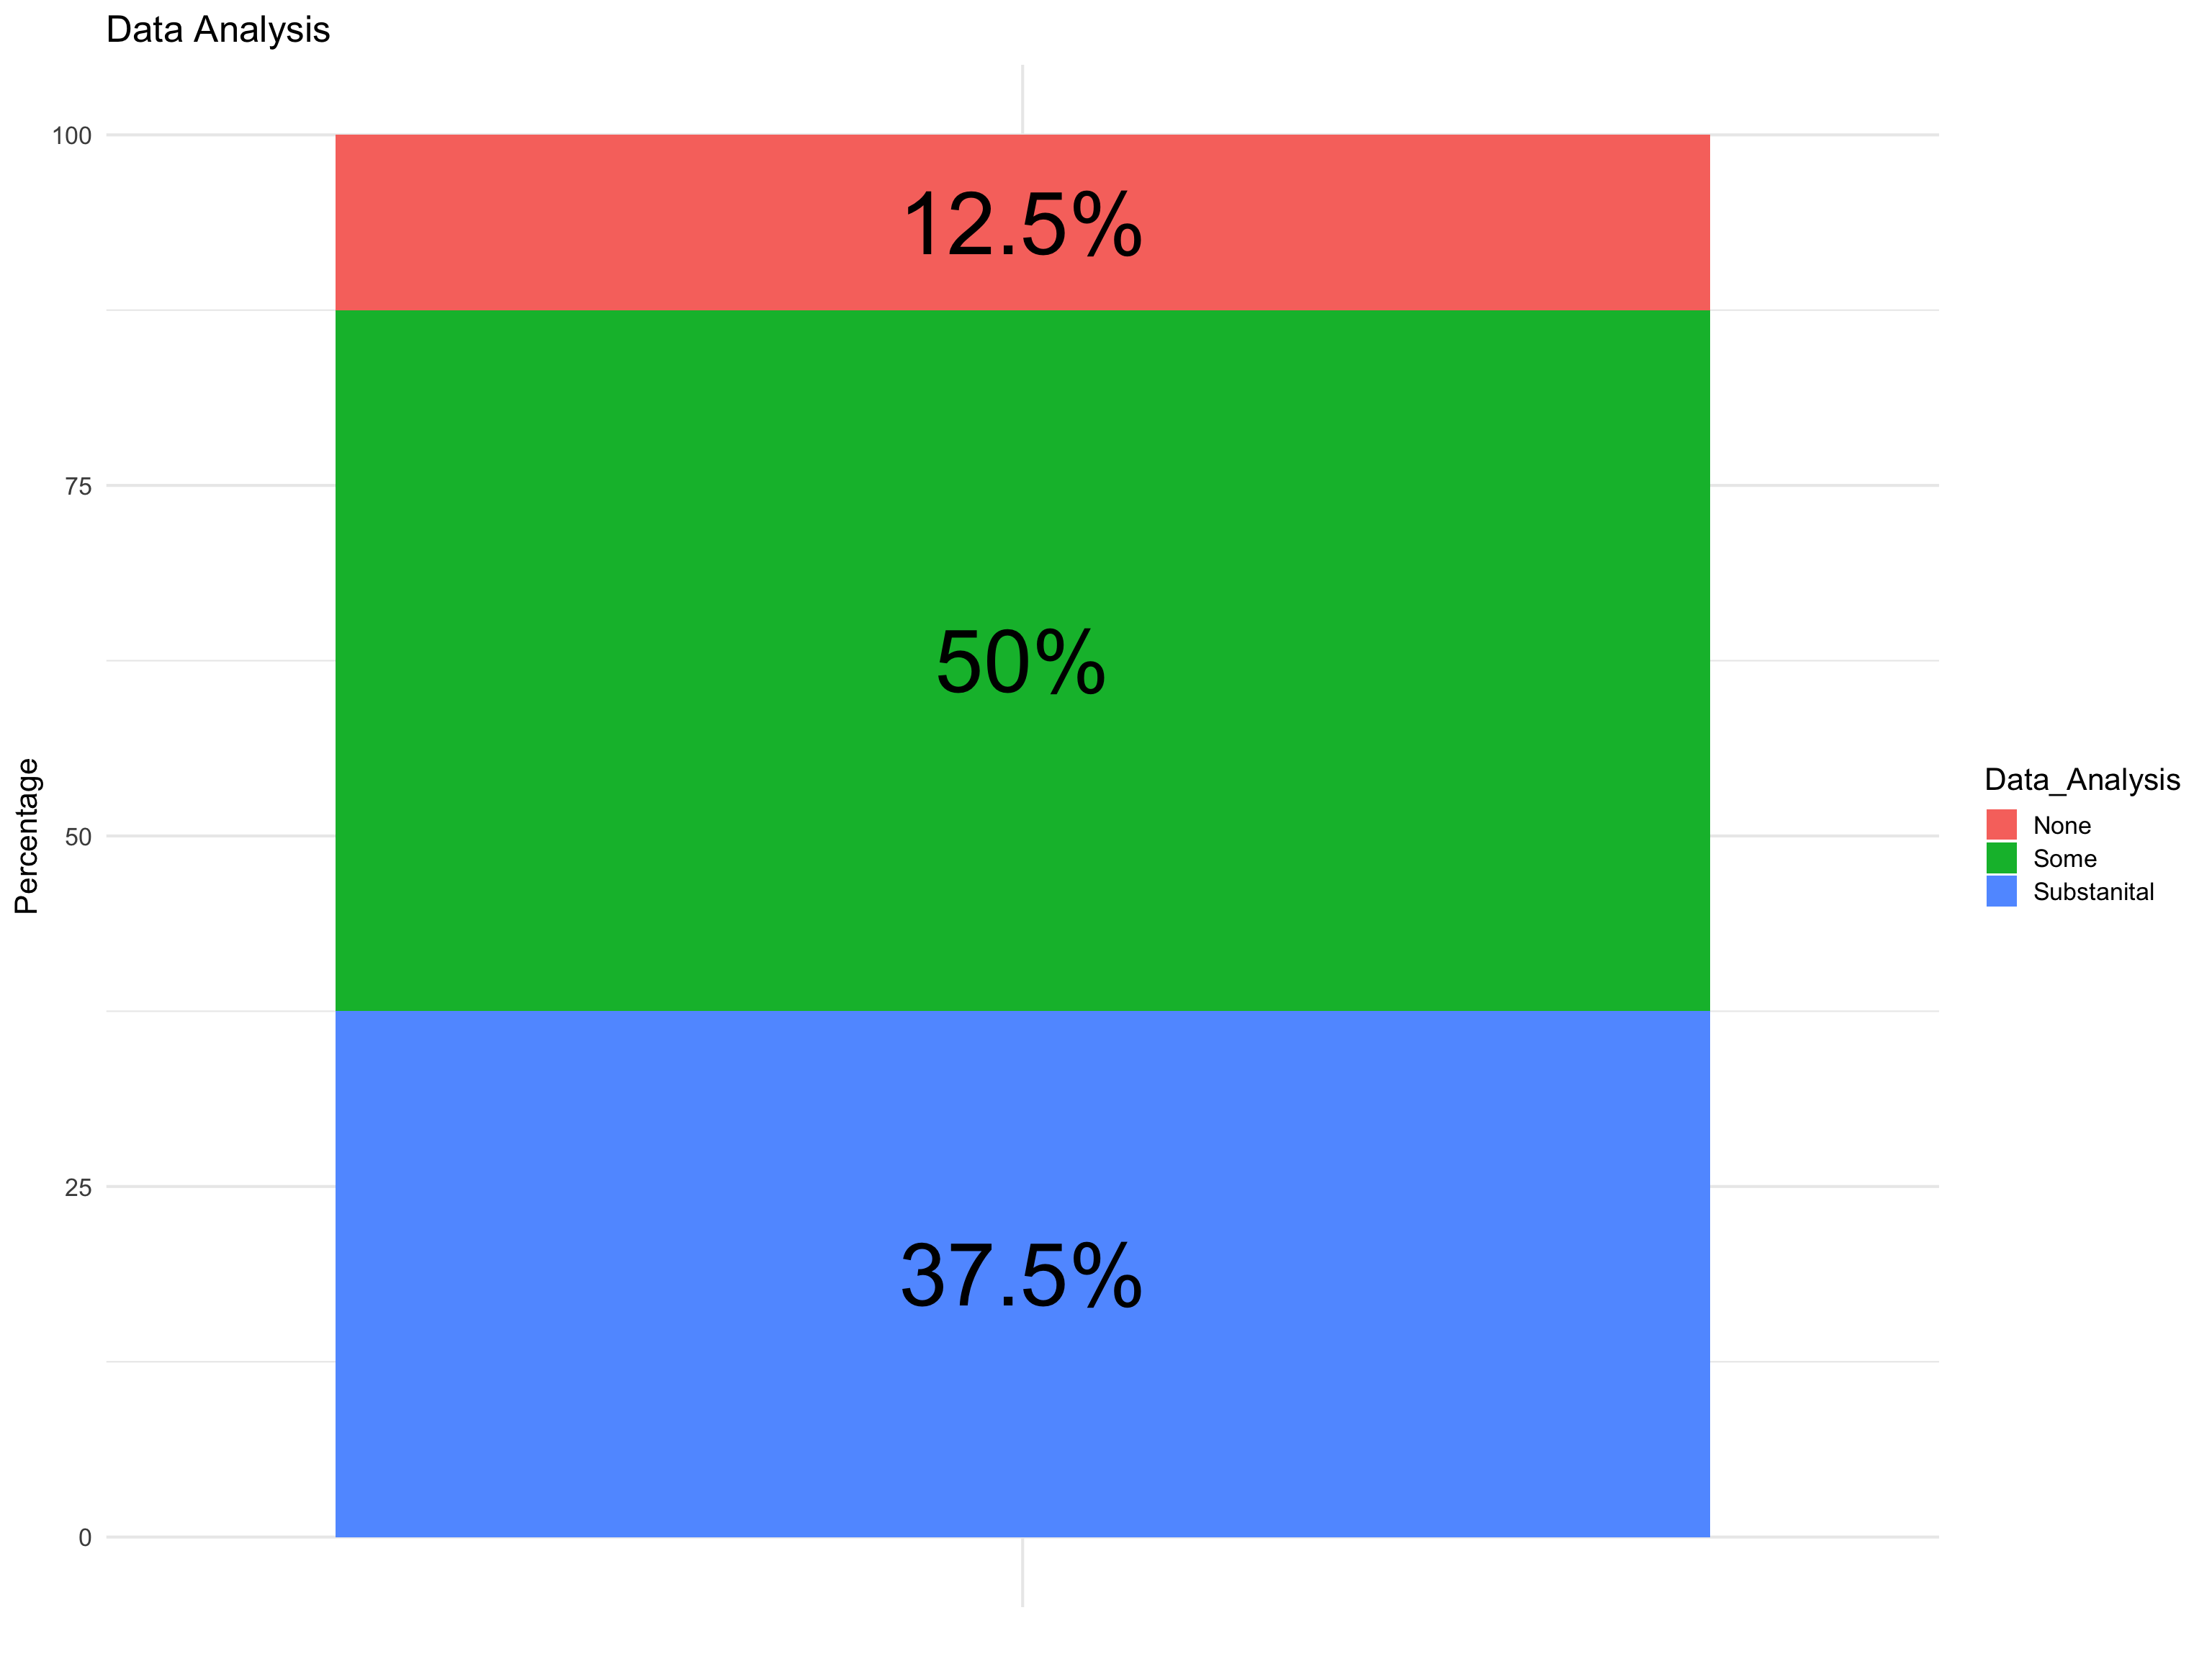 Data Analysis
100
75
50
25
0
Percentage
12.5%
50%
37.5%
Data_Analysis
None
Some
Substanital